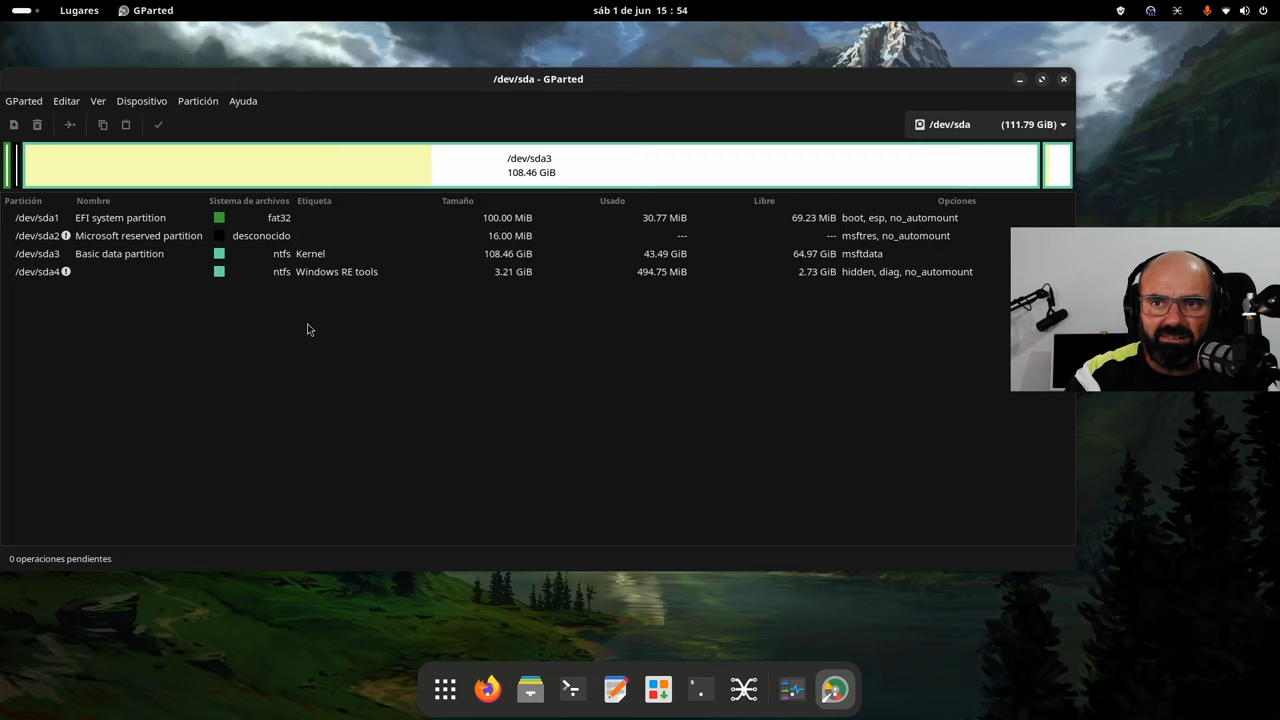 Lugares GParted sáb 1 de jun 15 : 54
/dev/sda - GParted
GParted Editar Ver Dispositivo Partición Ayuda
/dev/sda (111.79 GiB)
/dev/sda3
108.46 GiB
Partición Nombre Sistema de archivos Etiqueta Tamaño Usado Libre Opciones
/dev/sda1 EFI system partition fat32 100.00 MiB 30.77 MiB 69.23 MiB boot, esp, no_automount
/dev/sda2 Microsoft reserved partition desconocido 16.00 MiB --- --- msftres, no_automount
/dev/sda3 Basic data partition ntfs Kernel 108.46 GiB 43.49 GiB 64.97 GiB msftdata
/dev/sda4 ntfs Windows RE tools 3.21 GiB 494.75 MiB 2.73 GiB hidden, diag, no_automount
0 operaciones pendientes